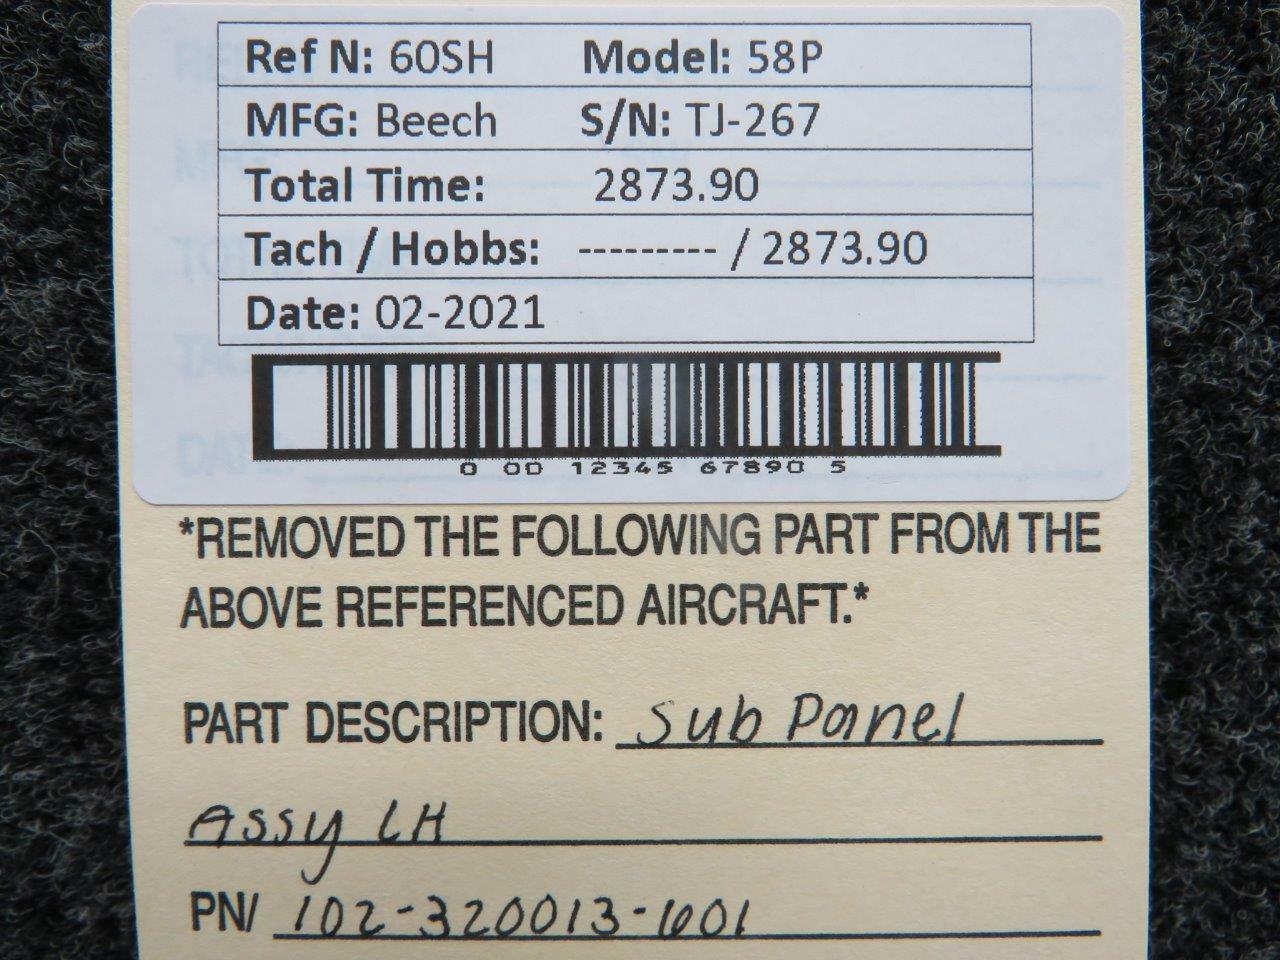 Ref N: 60SH Model: 58P
MFG: Beech S/N: TJ-267
Total Time: 2873.90
Tach / Hobbs: --------- / 2873.90
Date: 02-2021
0 00 12345 67890 5
*REMOVED THE FOLLOWING PART FROM THE
ABOVE REFERENCED AIRCRAFT.*
PART DESCRIPTION: Sub Panel
Assy LH
PN/ 102-320013-601